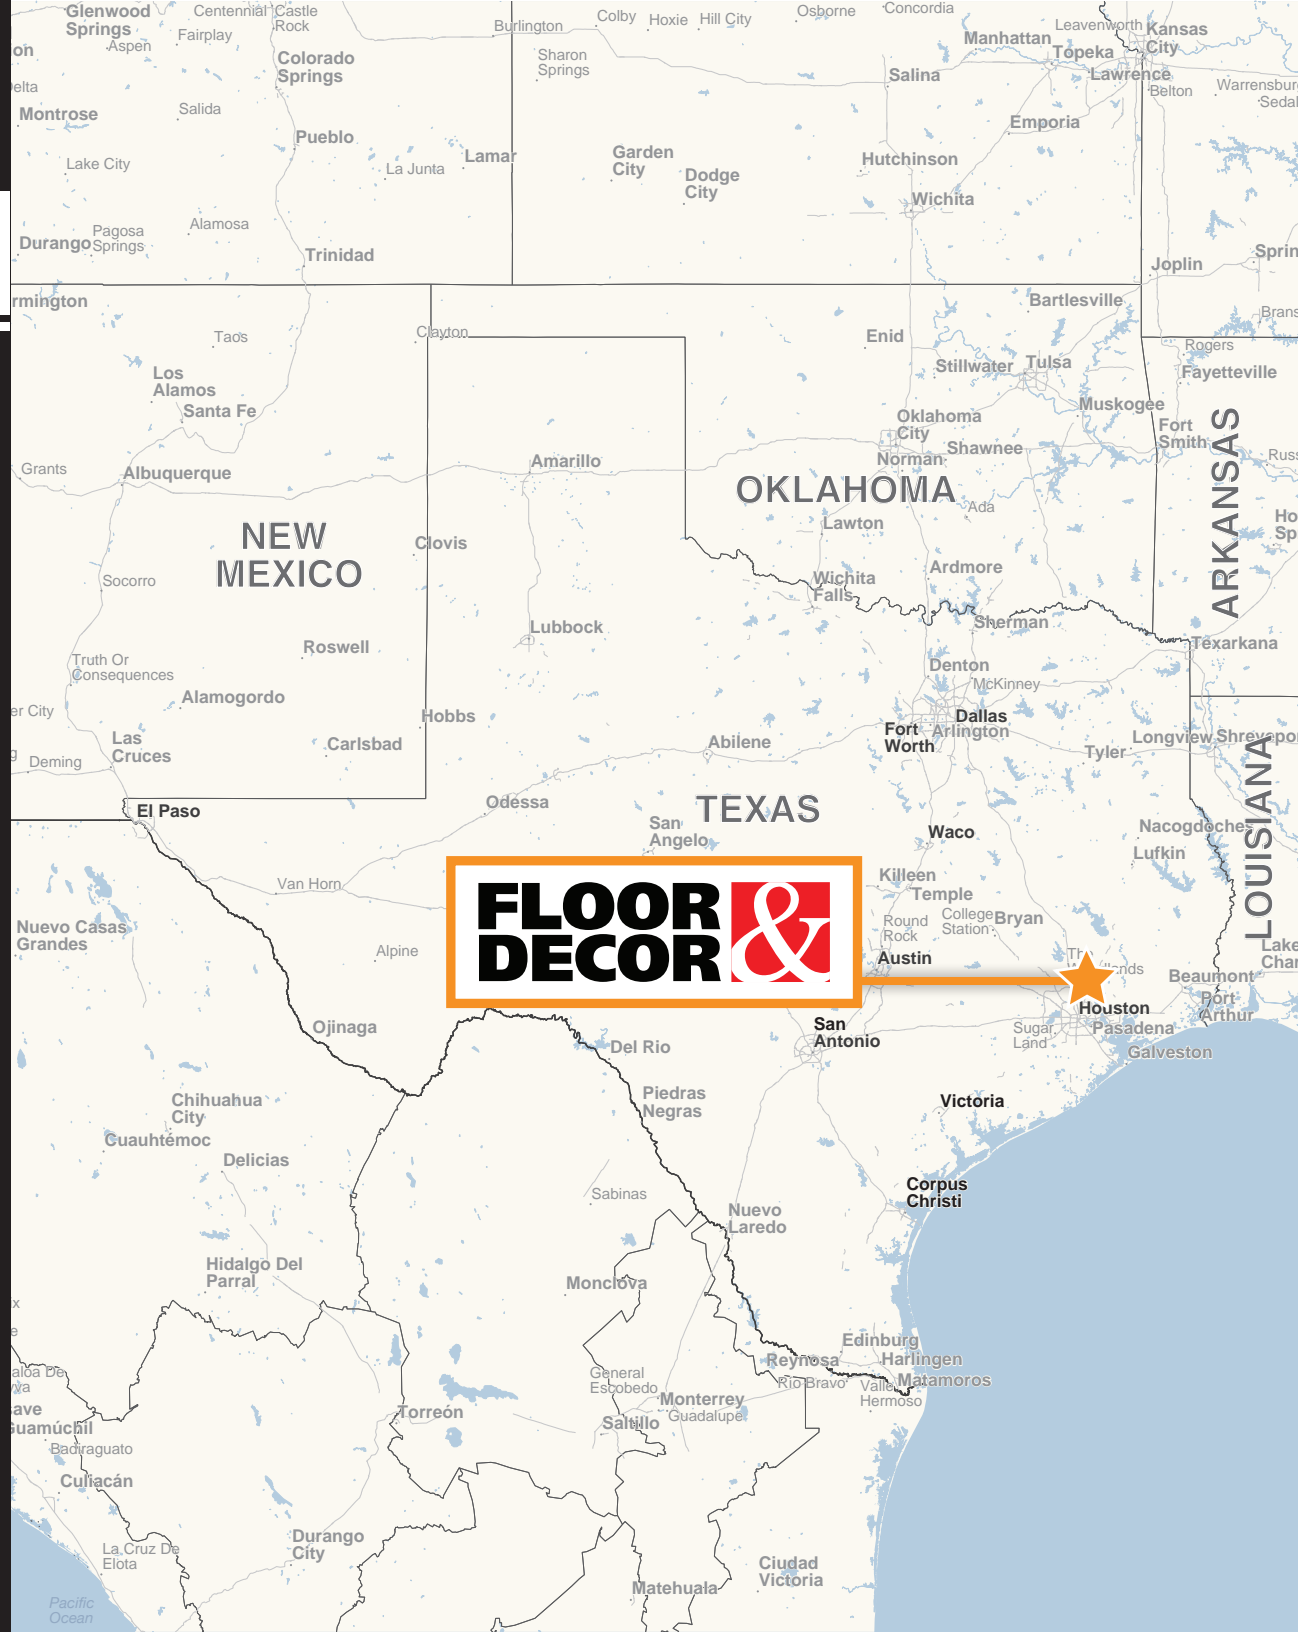 Glenwood
Springs
Aspen
Centennial
Castle
Rock
Fairplay
Colorado
Springs
Burlington
Colby
Hoxie
Hill City
Osborne
Concordia
Sharon
Springs
Manhattan
Leavenworth
Kansas
City
Topeka
Lawrence
Belton
Salina
Montrose
Salida
Pueblo
Emporia
Lake City
La Junta
Lamar
Garden
City
Dodge
City
Hutchinson
Wichita
Durango
Pagosa
Springs
Alamosa
Trinidad
Joplin
Bartlesville
Taos
Clayton
Enid
Rogers
Los
Alamos
Santa Fe
Stillwater
Tulsa
Fayetteville
Muskogee
Oklahoma
City
Shawnee
Norman
Fort
Smith
ARKANSAS
Grants
Albuquerque
Amarillo
OKLAHOMA
Ada
Lawton
NEW
MEXICO
Clovis
Socorro
Wichita
Falls
Ardmore
Sherman
Lubbock
Roswell
Texarkana
Truth Or
Consequences
Alamogordo
Denton
McKinney
Hobbs
Dallas
Arlington
Fort
Worth
Las
Cruces
Carlsbad
Deming
Abilene
Tyler
Longview
LOUISIANA
El Paso
Odessa
TEXAS
San
Angelo
Waco
Nacogdoches
Lufkin
Van Horn
Killeen
Temple
FLOOR
DECOR
&
Round
Rock
College
Station
Bryan
Nuevo Casas
Grandes
Alpine
Austin
Beaumont
Port
Arthur
Houston
Ojinaga
San
Antonio
Sugar
Land
Pasadena
Galveston
Del Rio
Piedras
Negras
Victoria
Chihuahua
City
Cuauhtémoc
Delicias
Sabinas
Corpus
Christi
Nuevo
Laredo
Hidalgo Del
Parral
Monclova
Edinburg
Harlingen
Reynosa
Rio Bravo
Valle
Hermoso
Matamoros
General
Escobedo
Monterrey
Guadalupe
Saltillo
Torreón
Badiraguato
Culiacán
Durango
City
La Cruz De
Elota
Ciudad
Victoria
Matehuala
Pacific
Ocean